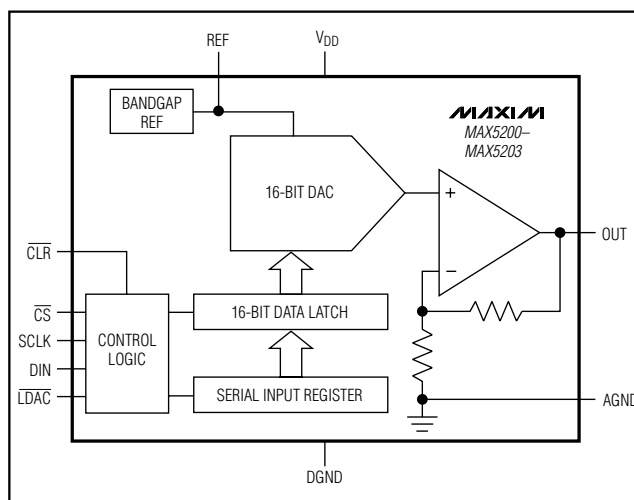 REF
VDD
BANDGAP
REF
MAXIM
MAX5200–
MAX5203
16-BIT DAC
+
OUT
CLR
–
CS
16-BIT DATA LATCH
SCLK
CONTROL
LOGIC
DIN
LDAC
SERIAL INPUT REGISTER
AGND
DGND